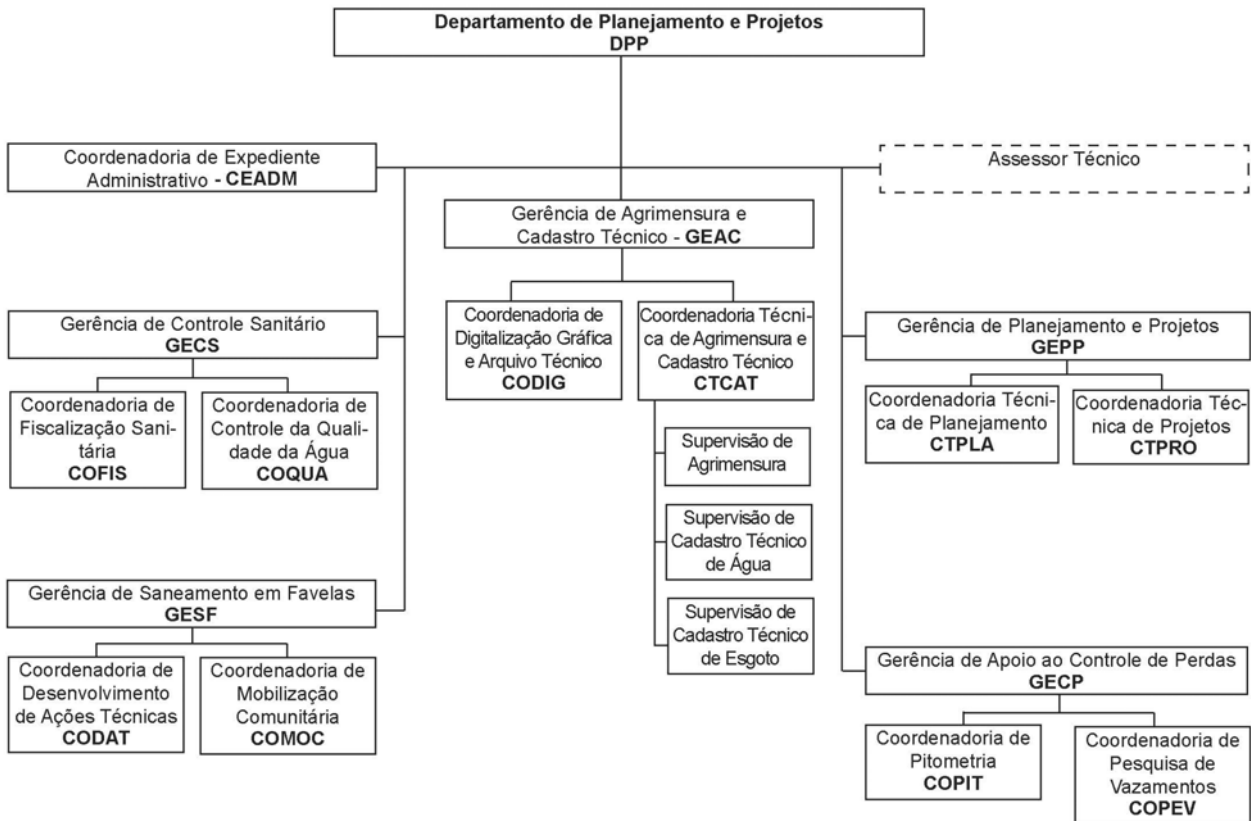 Departamento de Planejamento e Projetos
DPP
Coordenadoria de Expediente
Administrativo - CEADM
Assessor Técnico
Gerência de Agrimensura e
Cadastro Técnico - GEAC
Coordenadoria de
Digitalização Gráfica
e Arquivo Técnico
CODIG
Coordenadoria Técni-
ca de Agrimensura e
Cadastro Técnico
CTCAT
Supervisão de
Agrimensura
Supervisão de
Cadastro Técnico
de Água
Supervisão de
Cadastro Técnico
de Esgoto
Gerência de Controle Sanitário
GECS
Coordenadoria de
Fiscalização Sani-
tária
COFIS
Coordenadoria de
Controle da Quali-
dade da Água
COQUA
Gerência de Saneamento em Favelas
GESF
Coordenadoria de
Desenvolvimento
de Ações Técnicas
CODAT
Coordenadoria de
Mobilização
Comunitária
COMOC
Gerência de Planejamento e Projetos
GEPP
Coordenadoria Técni-
ca de Planejamento
CTPLA
Coordenadoria Téc-
nica de Projetos
CTPRO
Gerência de Apoio ao Controle de Perdas
GECP
Coordenadoria de
Pitometria
COPIT
Coordenadoria de
Pesquisa de
Vazamentos
COPEV